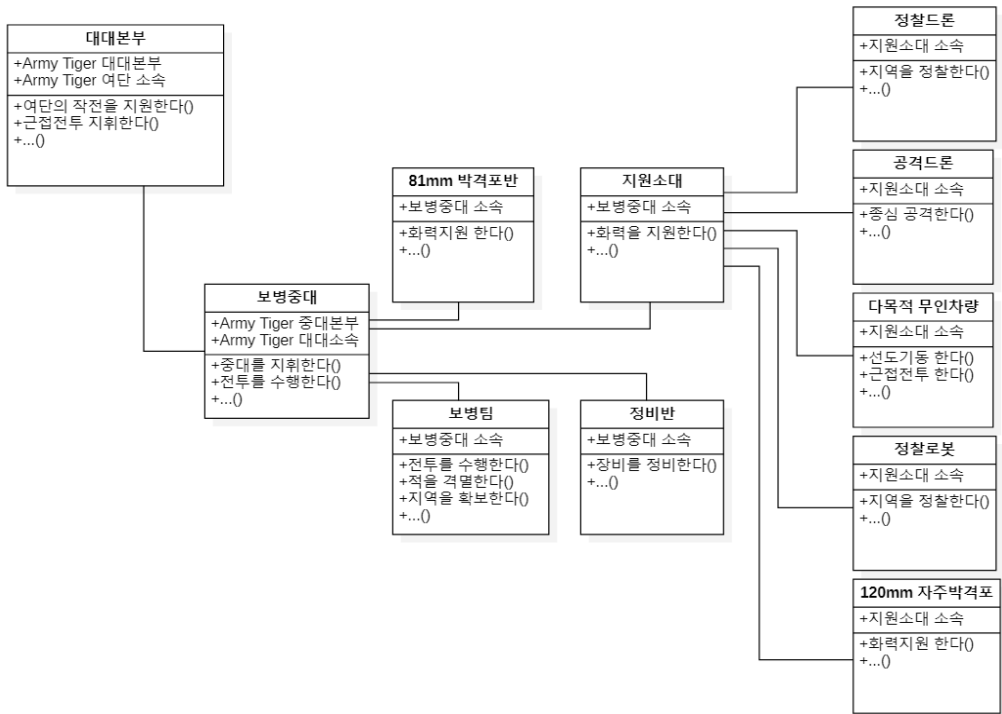 대대본부
+Army Tiger 대대본부
+Army Tiger 여단 소속
+여단의 작전을 지원한다()
+근접전투 지휘한다()
+...()
보병중대
+Army Tiger 중대본부
+Army Tiger 대대소속
+중대를 지휘한다()
+전투를 수행한다()
+...()
81mm 박격포반
+보병중대 소속
+화력지원 한다()
+...()
지원소대
+보병중대 소속
+화력을 지원한다()
+...()
보병팀
+보병중대 소속
+전투를 수행한다()
+적을 격멸한다()
+지역을 확보한다()
+...()
정비반
+보병중대 소속
+장비를 정비한다()
+...()
정찰드론
+지원소대 소속
+지역을 정찰한다()
+...()
공격드론
+지원소대 소속
+종심 공격한다()
+...()
다목적 무인차량
+지원소대 소속
+선도기동 한다()
+근접전투 한다()
+...()
정찰로봇
+지원소대 소속
+지역을 정찰한다()
+...()
120mm 자주박격포
+지원소대 소속
+화력지원 한다()
+...()